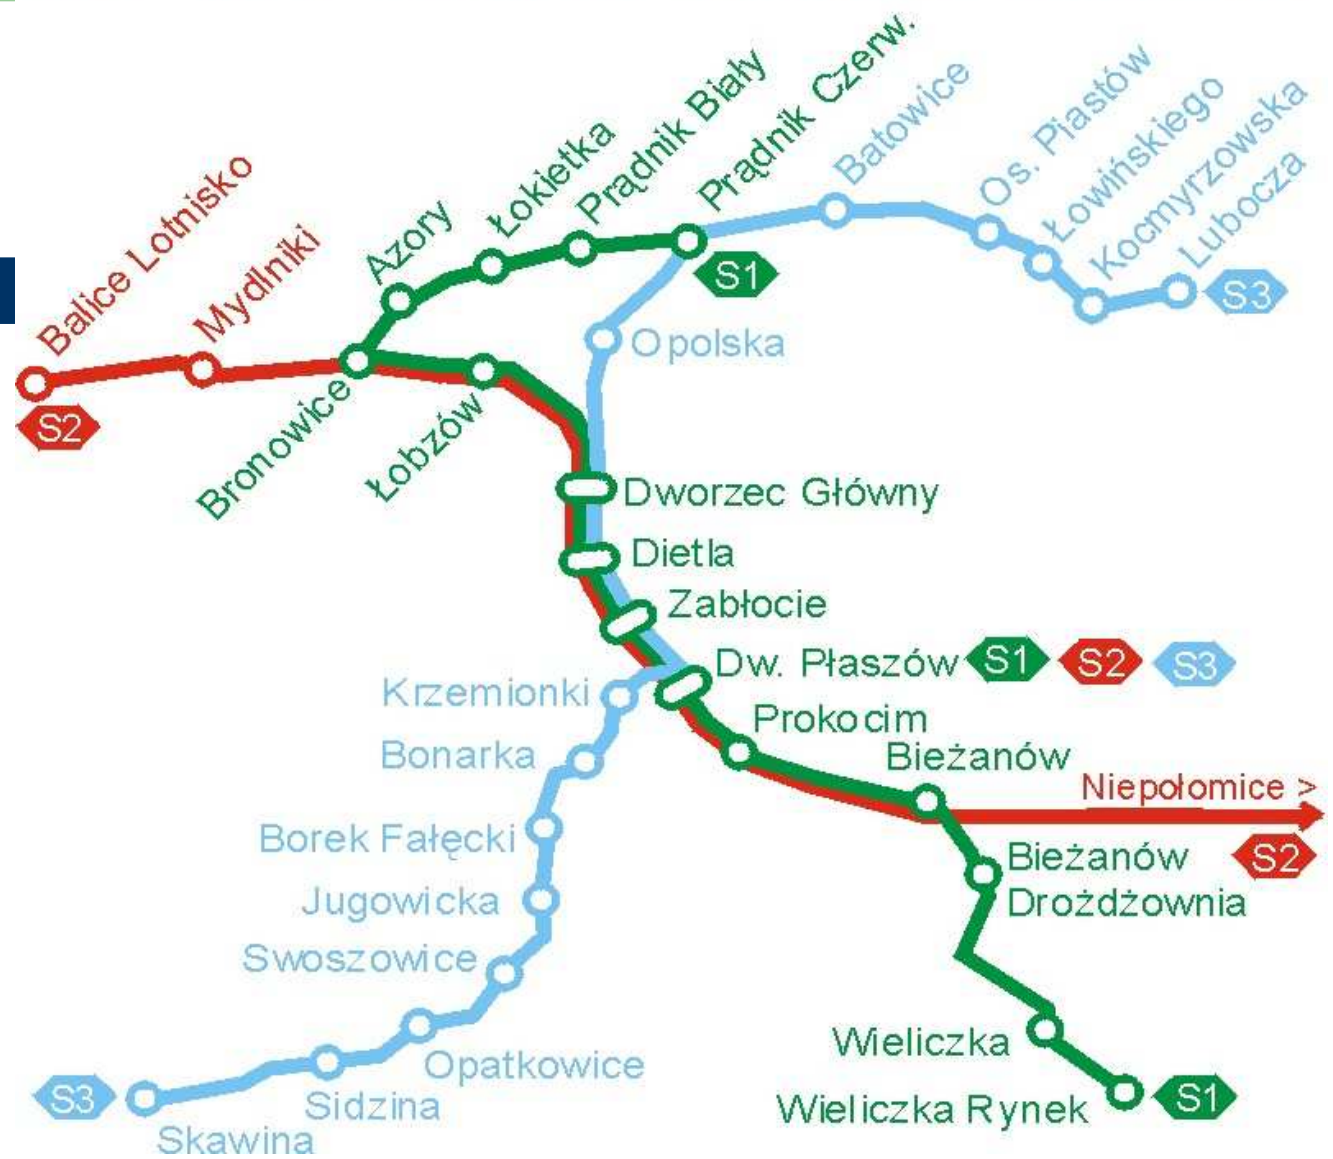 Balice Lotnisko
Mydlniki
Azory
Łokietka
Prądnik Biały
Prądnik Czerw.
Batowice
Os. Piastów
Łowińskiego
Kocmyrzowska
Lubocza
S1
S3
Opolska
S2
Bronowice
Łobzów
Dworzec Główny
Dietla
Zabłocie
Dw. Płaszów S1 S2 S3
Krzemionki
Prokocim
Bonarka
Bieżanów
Niepołomice >
Borek Fałęcki
Bieżanów
Drożdżownia
S2
Jugowicka
Swoszowice
Opatkowice
Wieliczka
Sidzina
S3
Skawina
Wieliczka Rynek
S1